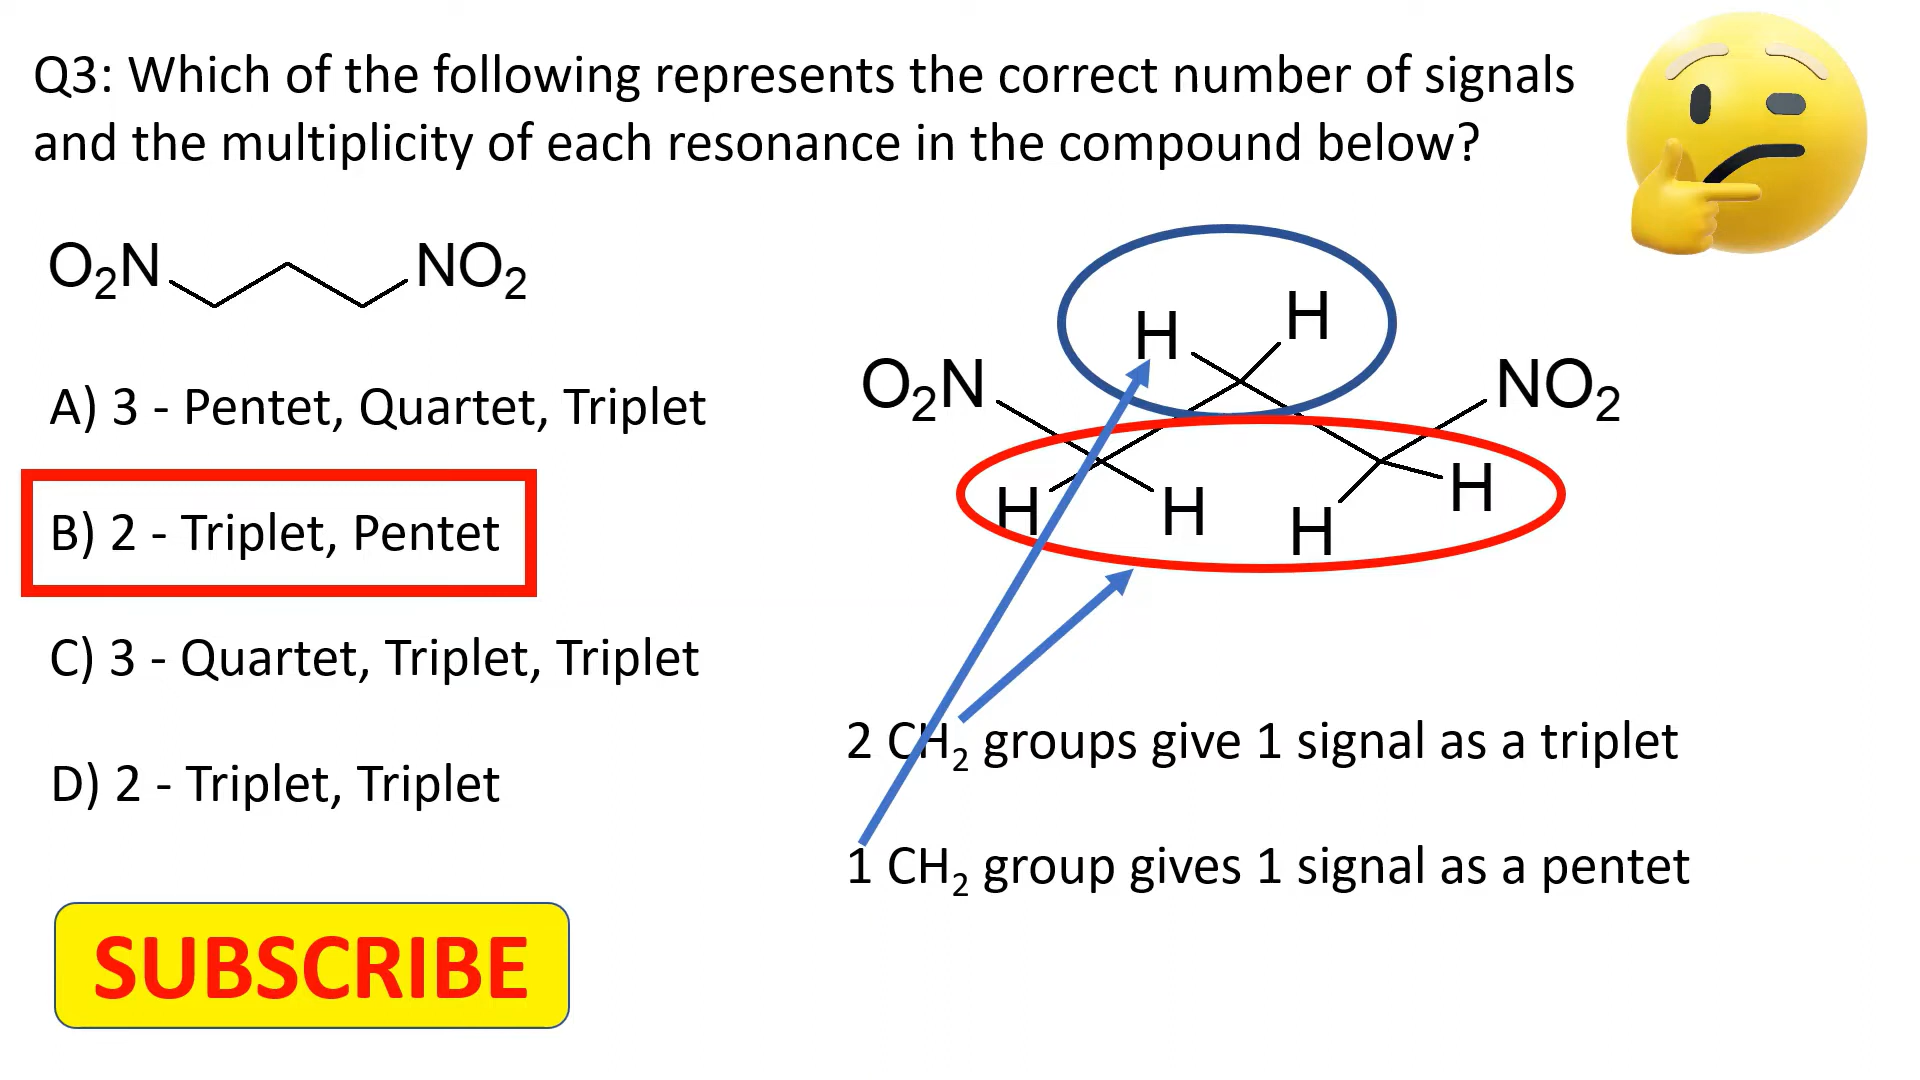 Q3: Which of the following represents the correct number of signals
and the multiplicity of each resonance in the compound below?
O₂N NO₂
A) 3 - Pentet, Quartet, Triplet
B) 2 - Triplet, Pentet
C) 3 - Quartet, Triplet, Triplet
D) 2 - Triplet, Triplet
SUBSCRIBE
H H
O₂N NO₂
H H H H
2 CH₂ groups give 1 signal as a triplet
1 CH₂ group gives 1 signal as a pentet